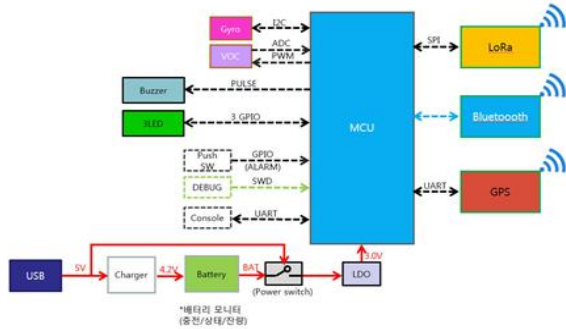 Gyro
I2C
VOC
ADC
PWM
Buzzer
PULSE
3LED
3 GPIO
Push
SW
GPIO
(ALARM)
DEBUG
SWD
Console
UART
MCU
SPI
LoRa
Bluetoooth
UART
GPS
USB
5V
Charger
4.2V
Battery
BAT
(Power switch)
LDO
3.0V
*배터리 모니터
(충전/상태/잔량)